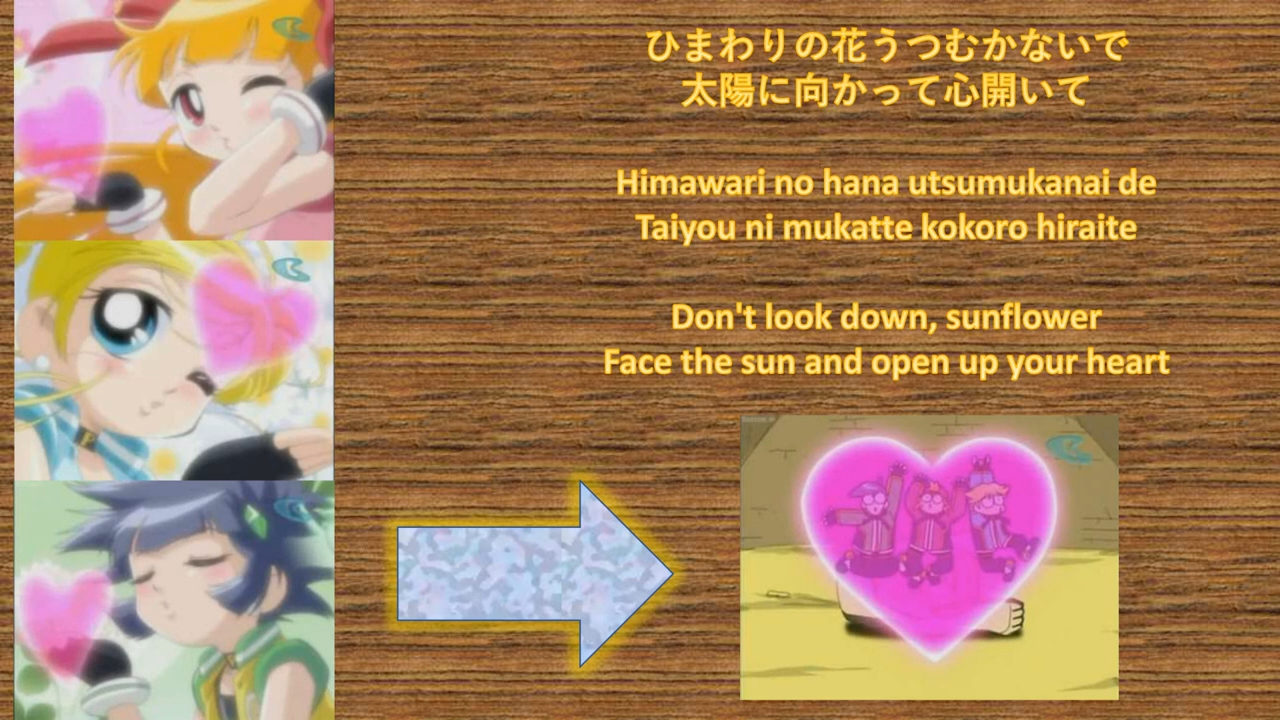 ひまわりの花うつむかないで
太陽に向かって心開いて
Himawari no hana utsumukanai de
Taiyou ni mukatte kokoro hiraite
Don't look down, sunflower
Face the sun and open up your heart
P